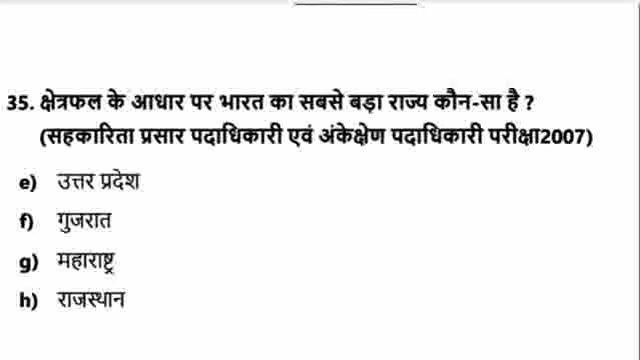 35. क्षेत्रफल के आधार पर भारत का सबसे बड़ा राज्य कौन-सा है ?
(सहकारिता प्रसार पदाधिकारी एवं अंकेक्षेण पदाधिकारी परीक्षा2007)
e) उत्तर प्रदेश
f) गुजरात
g) महाराष्ट्र
h) राजस्थान